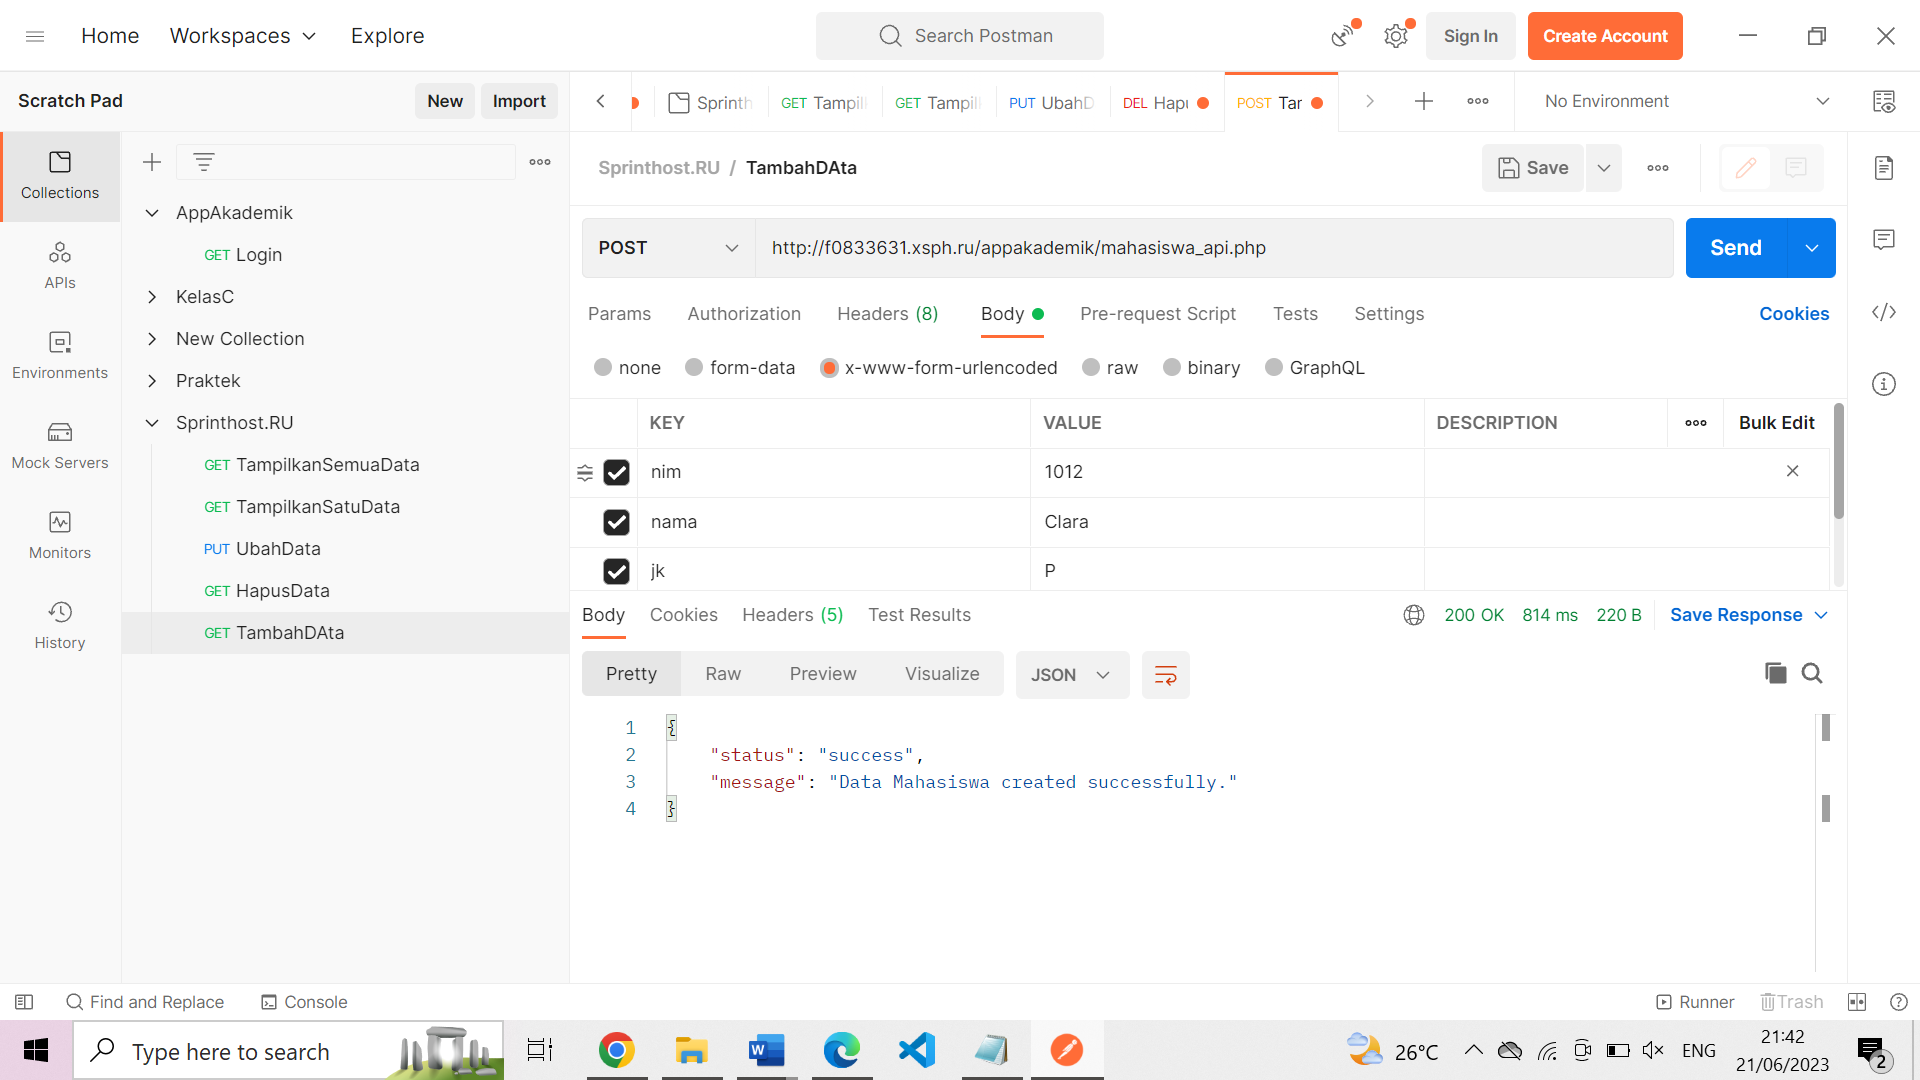 Home Workspaces Explore Search Postman Sign In Create Account
Scratch Pad New Import
Sprinth GET Tampil GET Tampil PUT UbahD DEL Hapu POST Tar No Environment
Collections
APIs
Environments
Mock Servers
Monitors
History
AppAkademik
GET Login
KelasC
New Collection
Praktek
Sprinthost.RU
GET TampilkanSemuaData
GET TampilkanSatuData
PUT UbahData
GET HapusData
GET TambahDAta
Sprinthost.RU / TambahDAta Save
POST http://f0833631.xsph.ru/appakademik/mahasiswa_api.php Send
Params Authorization Headers (8) Body Pre-request Script Tests Settings Cookies
none form-data x-www-form-urlencoded raw binary GraphQL
KEY VALUE DESCRIPTION Bulk Edit
nim 1012
nama Clara
jk P
Body Cookies Headers (5) Test Results 200 OK 814 ms 220 B Save Response
Pretty Raw Preview Visualize JSON
1 {
2 "status": "success",
3 "message": "Data Mahasiswa created successfully."
4 }
Find and Replace Console Runner Trash
Type here to search 26°C ENG 21:42
21/06/2023 2